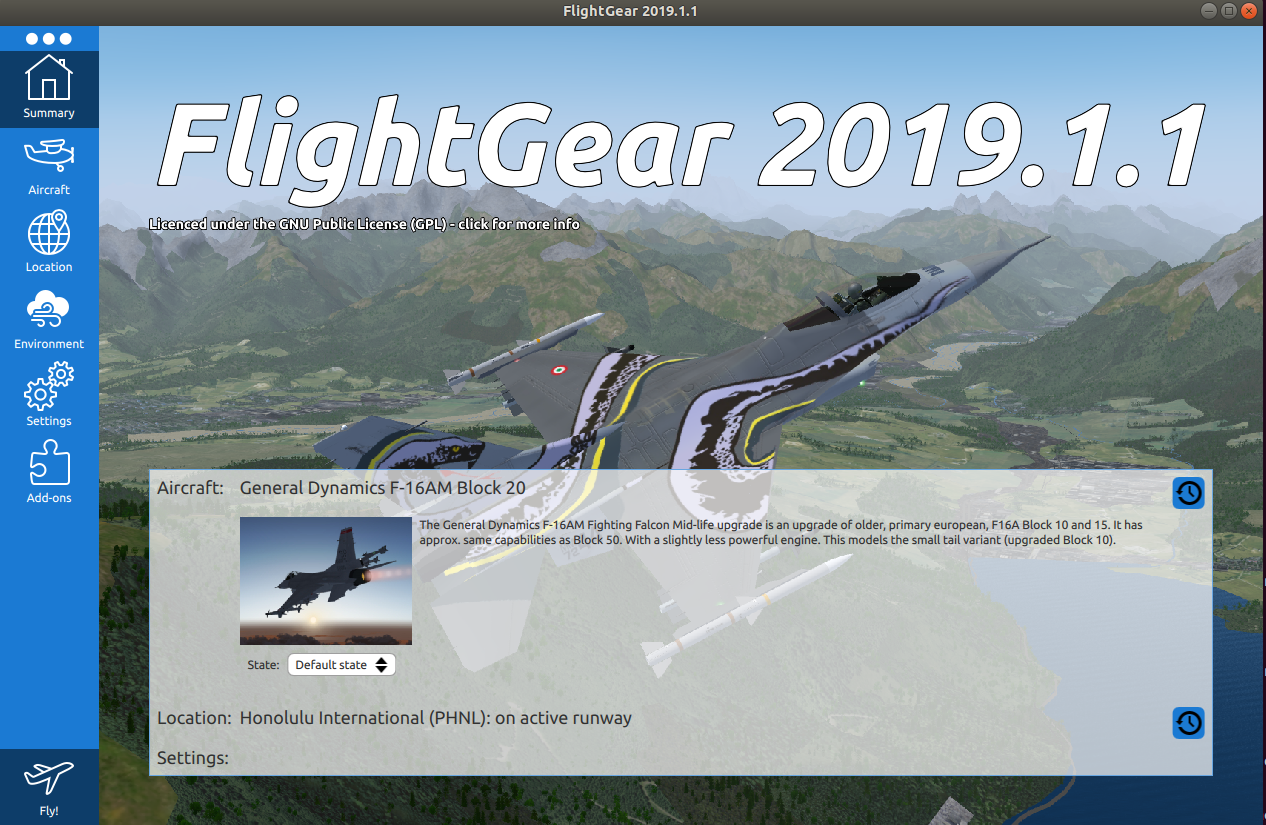 FlightGear 2019.1.1
Summary
Aircraft
Location
Environment
Settings
Add-ons
Fly!
FlightGear 2019.1.1
Licenced under the GNU Public License (GPL) - click for more info
Aircraft: General Dynamics F-16AM Block 20
The General Dynamics F-16AM Fighting Falcon Mid-life upgrade is an upgrade of older, primary european, F16A Block 10 and 15. It has
approx. same capabilities as Block 50. With a slightly less powerful engine. This models the small tail variant (upgraded Block 10).
State: Default state
Location: Honolulu International (PHNL): on active runway
Settings: